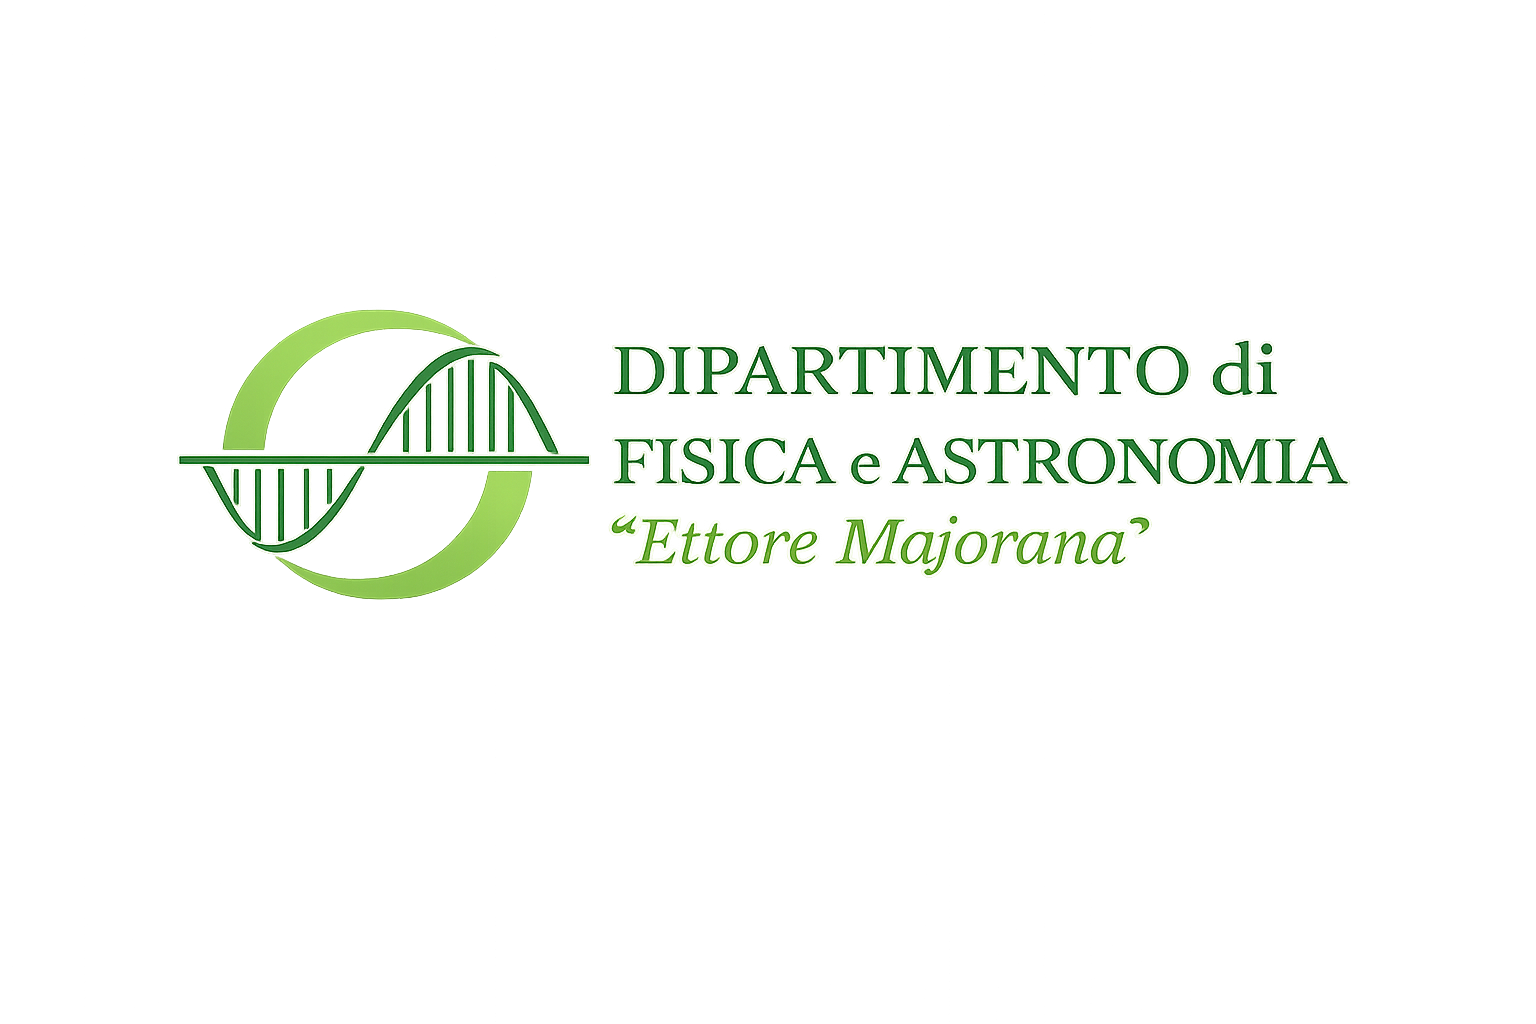 DIPARTIMENTO di
FISICA e ASTRONOMIA
“Ettore Majorana”